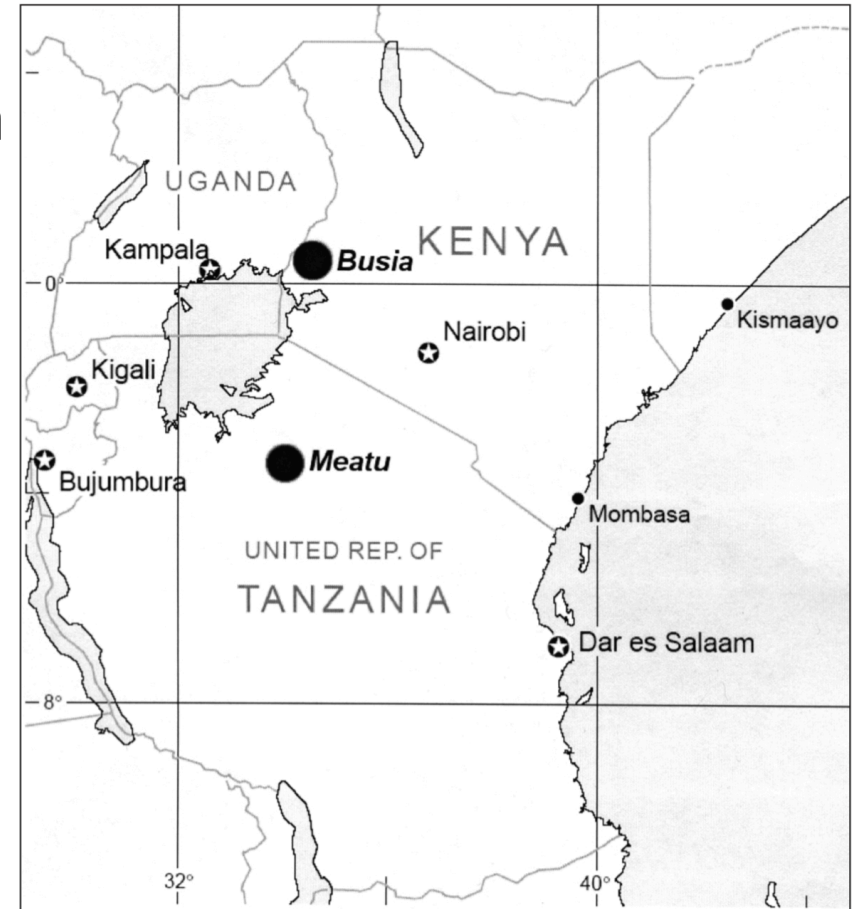 UGANDA
Kampala
Busia
KENYA
0°
Kismaayo
Nairobi
Kigali
Meatu
Bujumbura
Mombasa
UNITED REP. OF
TANZANIA
Dar es Salaam
8°
32°
40°